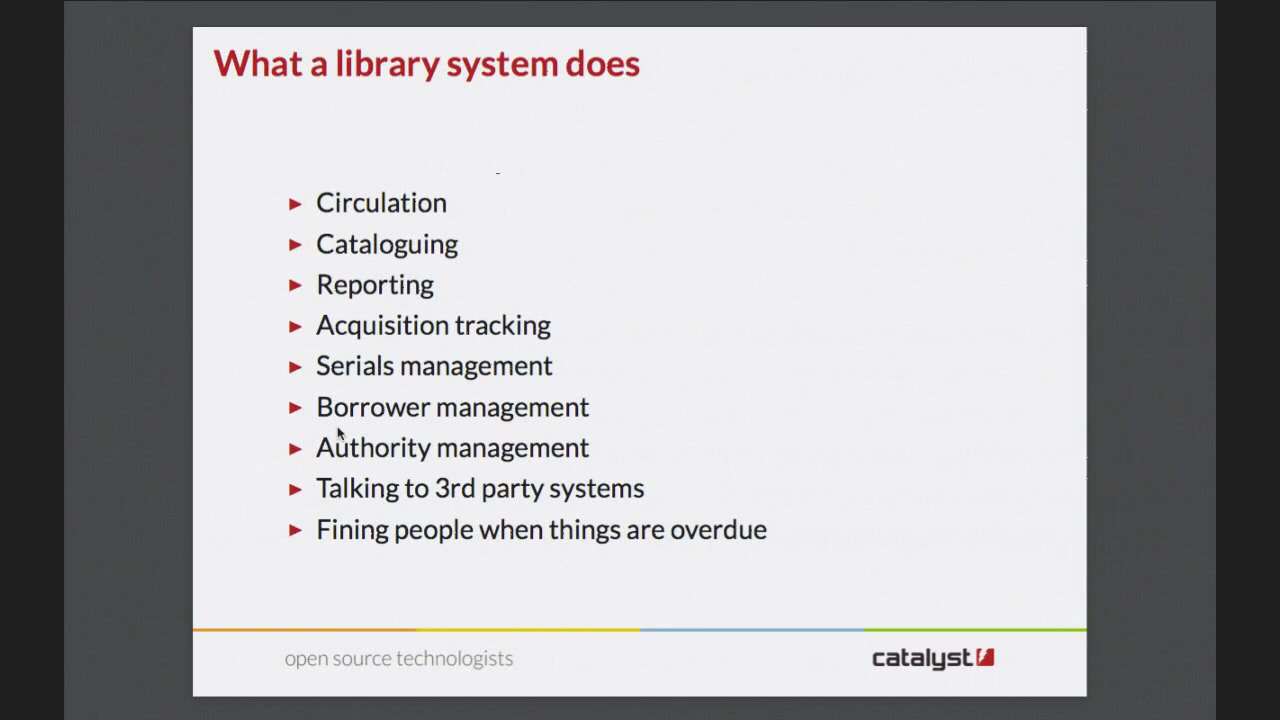 What a library system does
Circulation
Cataloguing
Reporting
Acquisition tracking
Serials management
Borrower management
Authority management
Talking to 3rd party systems
Fining people when things are overdue
open source technologists
catalyst